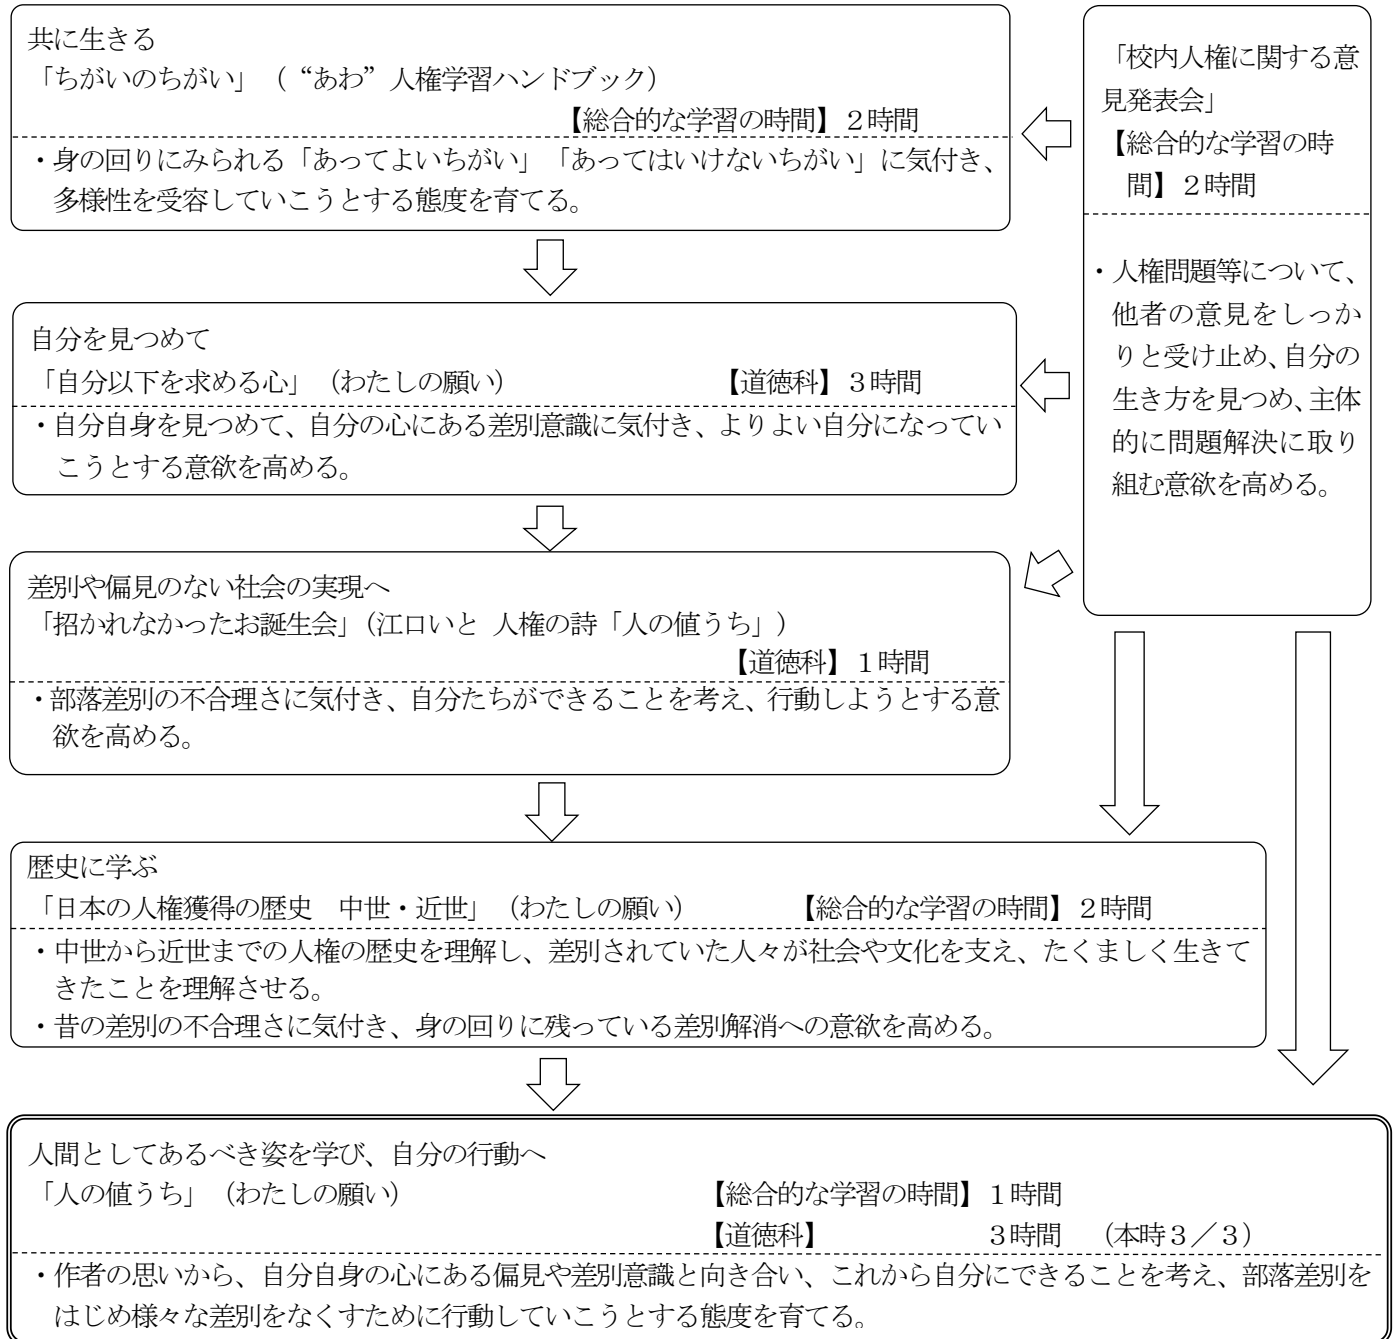 共に生きる
「ちがいのちがい」（“あわ”人権学習ハンドブック）
【総合的な学習の時間】２時間
・身の回りにみられる「あってよいちがい」「あってはいけないちがい」に気付き、
多様性を受容していこうとする態度を育てる。
「校内人権に関する意
見発表会」
【総合的な学習の時
間】２時間
・人権問題等について、
他者の意見をしっか
りと受け止め、自分の
生き方を見つめ、主体
的に問題解決に取り
組む意欲を高める。
自分を見つめて
「自分以下を求める心」（わたしの願い）　【道徳科】３時間
・自分自身を見つめて、自分の心にある差別意識に気付き、よりよい自分になってい
こうとする意欲を高める。
差別や偏見のない社会の実現へ
「招かれなかったお誕生会」（江口いと 人権の詩「人の値うち」）
【道徳科】１時間
・部落差別の不合理さに気付き、自分たちができることを考え、行動しようとする意
欲を高める。
歴史に学ぶ
「日本の人権獲得の歴史　中世・近世」（わたしの願い）　【総合的な学習の時間】２時間
・中世から近世までの人権の歴史を理解し、差別されていた人々が社会や文化を支え、たくましく生きて
きたことを理解させる。
・昔の差別の不合理さに気付き、身の回りに残っている差別解消への意欲を高める。
人間としてあるべき姿を学び、自分の行動へ
「人の値うち」（わたしの願い）　【総合的な学習の時間】１時間
【道徳科】　３時間　（本時３／３）
・作者の思いから、自分自身の心にある偏見や差別意識と向き合い、これから自分にできることを考え、部落差別を
はじめ様々な差別をなくすために行動していこうとする態度を育てる。